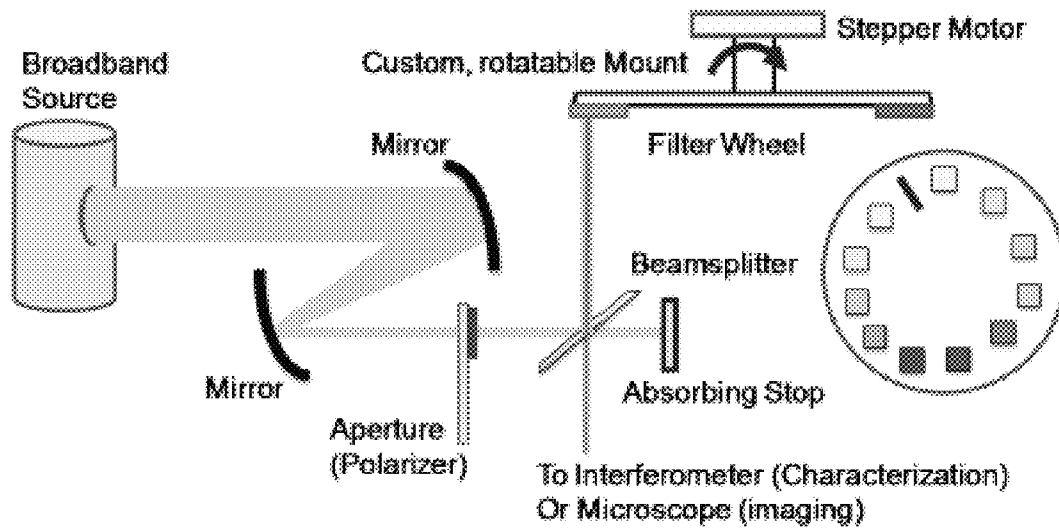 Stepper Motor
Broadband
Source
Custom, rotatable Mount
Mirror
Filter Wheel
Beamsplitter
Mirror
Absorbing Stop
Aperture
(Polarizer)
To Interferometer (Characterization)
Or Microscope (imaging)